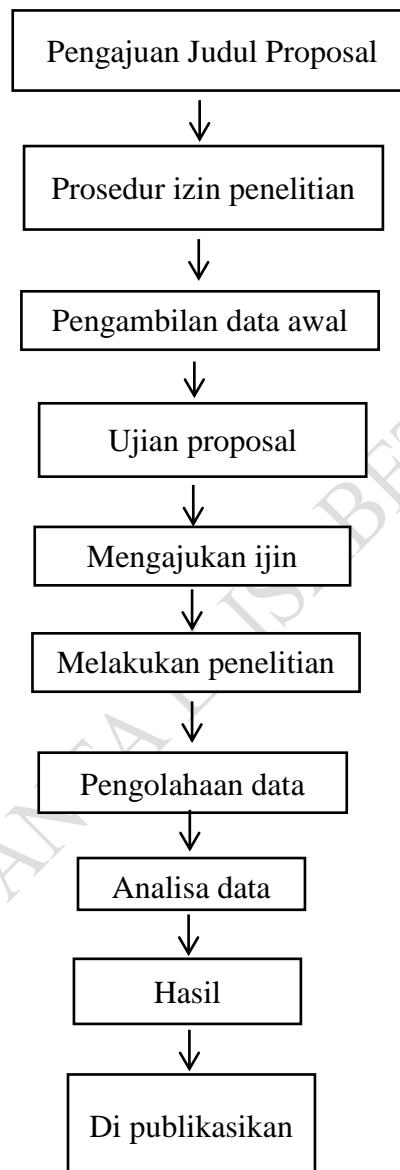 Pengajuan Judul Proposal
Prosedur izin penelitian
Pengambilan data awal
Ujian proposal
Mengajukan ijin
Melakukan penelitian
Pengolahaan data
Analisa data
Hasil
Di publikasikan